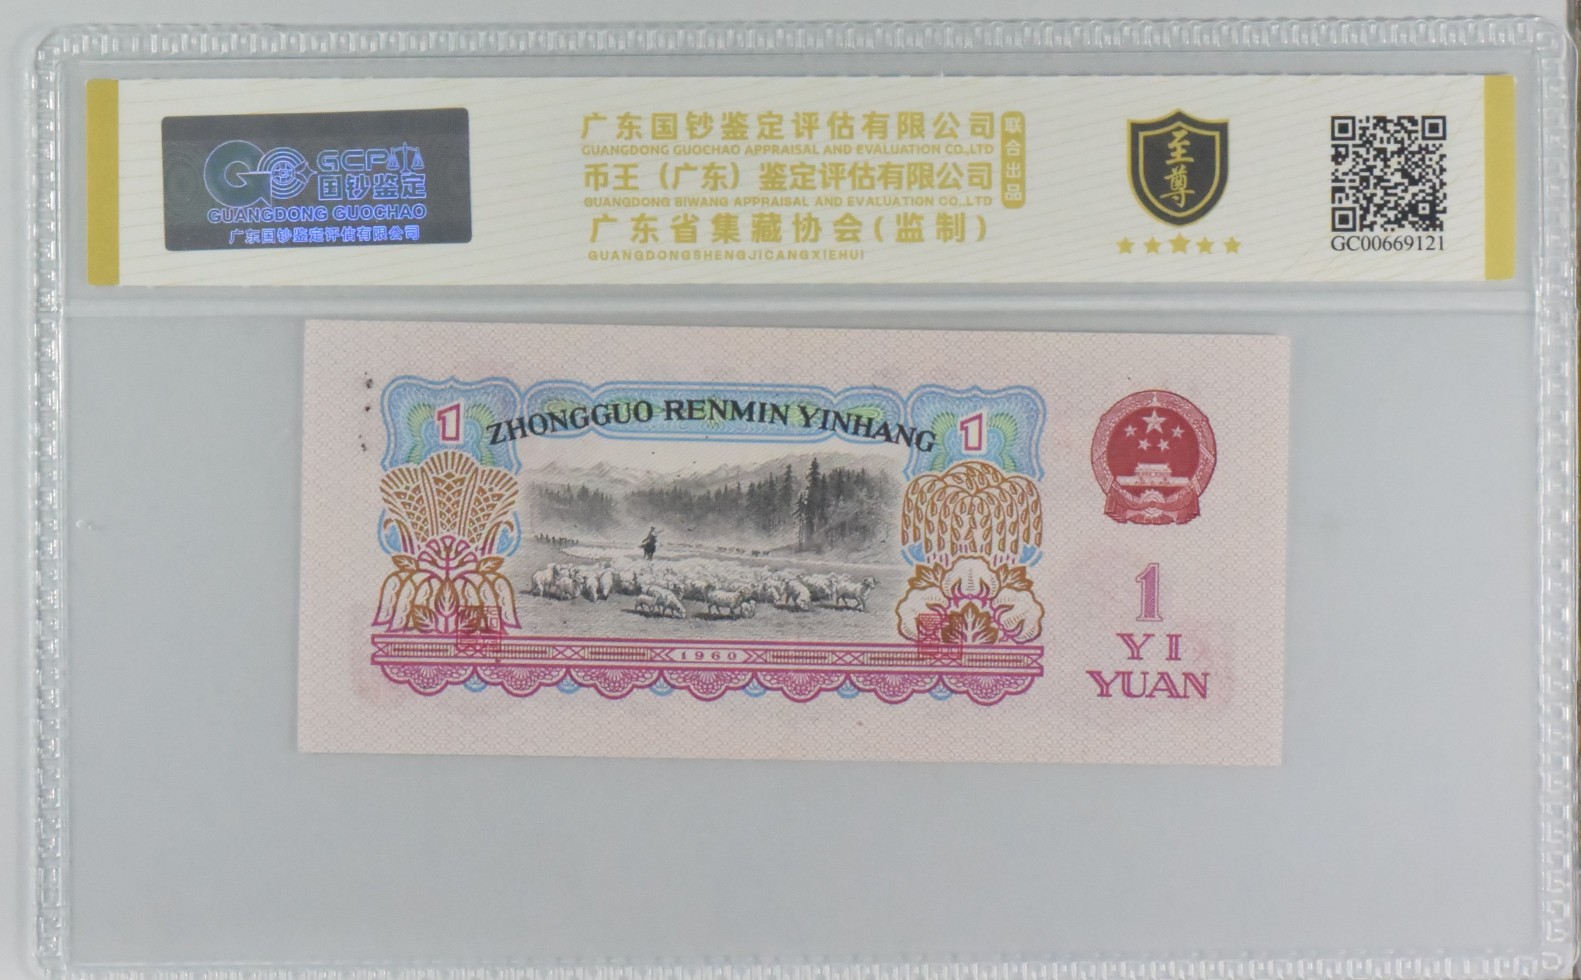 GCP
国钞鉴定
GUANGDONG GUOCHAO
广东国钞鉴定评估有限公司
广东国钞鉴定评估有限公司
GUANGDONG GUOCHAO APPRAISAL AND EVALUATION CO.,LTD
币王（广东）鉴定评估有限公司
GUANGDONG BIWANG APPRAISAL AND EVALUATION CO.,LTD
联合出品
广东省集藏协会(监制)
GUANGDONGSHENGJICANGXIEHUI
至尊
GC00669121
1
ZHONGGUO RENMIN YINHANG
1
1960
1
YI
YUAN